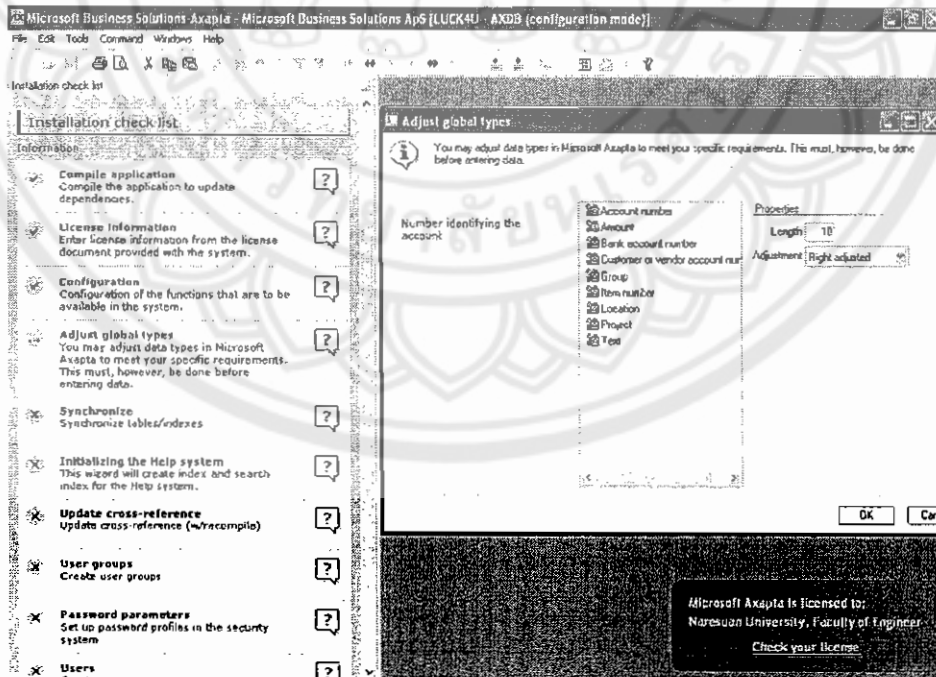 Microsoft Business Solutions-Axapta - Microsoft Business Solutions ApS [LUCK4U - AXDB (configuration mode)]
File Edit Tools Command Windows Help
Installation check list
Installation check list
Information
Compile application
Compile the application to update
dependencies.
License Information
Enter license information from the license
document provided with the system.
Configuration
Configuration of the functions that are to be
available in the system.
Adjust global types
You may adjust data types in Microsoft
Axapta to meet your specific requirements.
This must, however, be done before
entering data.
Synchronize
Synchronize tables/indexes
Initializing the Help system
This wizard will create index and search
index for the Help system.
Update cross-reference
Update cross-reference (w/recompile)
User groups
Create user groups
Password parameters
Set up password profiles in the security
system
Users
Adjust global types
You may adjust data types in Microsoft Axapta to meet your specific requirements. This must, however, be done
before entering data.
Number identifying the
account
Account number
Amount
Bank account number
Customer or vendor account num
Group
Item number
Location
Project
Text
Properties
Length 10
Adjustment Right adjusted
OK Can
Microsoft Axapta is licensed to:
Naresuan University, Faculty of Engineer
Check your license